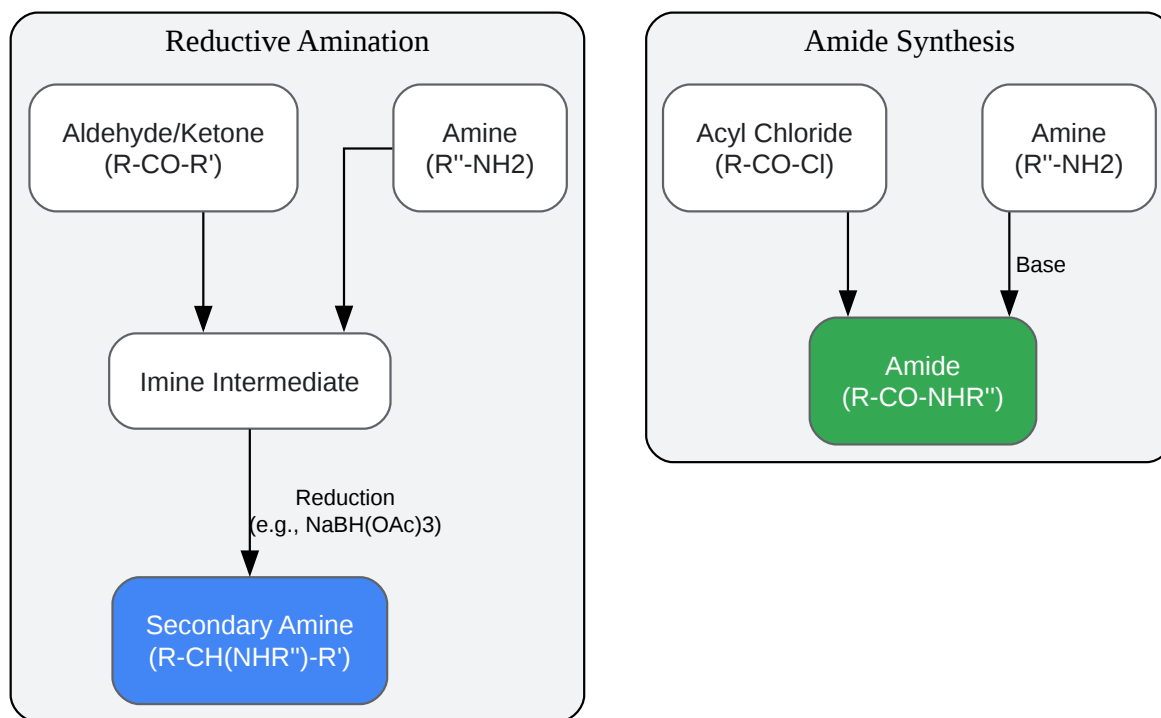 Reductive Amination
Aldehyde/Ketone
(R-CO-R')
Amine
(R''-NH2)
Imine Intermediate
Reduction
(e.g., NaBH(OAc)3)
Secondary Amine
(R-CH(NHR'')-R')
Amide Synthesis
Acyl Chloride
(R-CO-Cl)
Amine
(R''-NH2)
Base
Amide
(R-CO-NHR'')